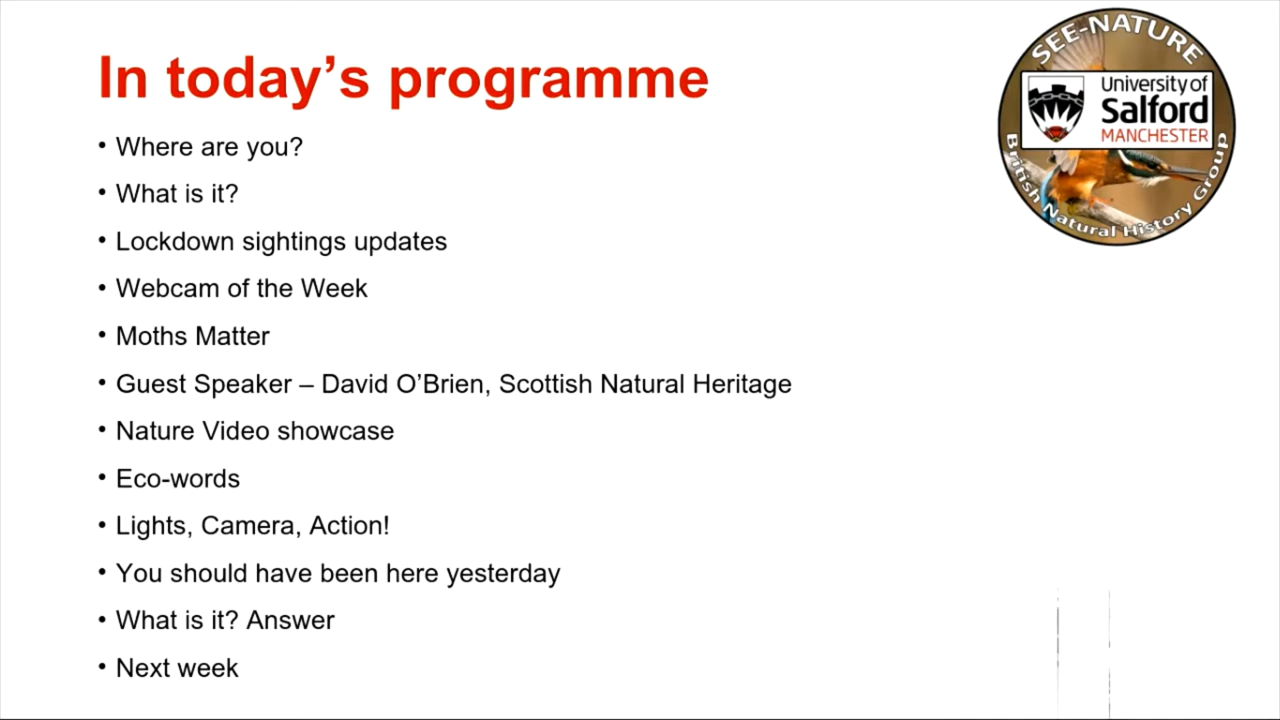 In today’s programme
• Where are you?
• What is it?
• Lockdown sightings updates
• Webcam of the Week
• Moths Matter
• Guest Speaker – David O’Brien, Scottish Natural Heritage
• Nature Video showcase
• Eco-words
• Lights, Camera, Action!
• You should have been here yesterday
• What is it? Answer
• Next week
SEE-NATURE
University of
Salford
MANCHESTER
British Natural History Group